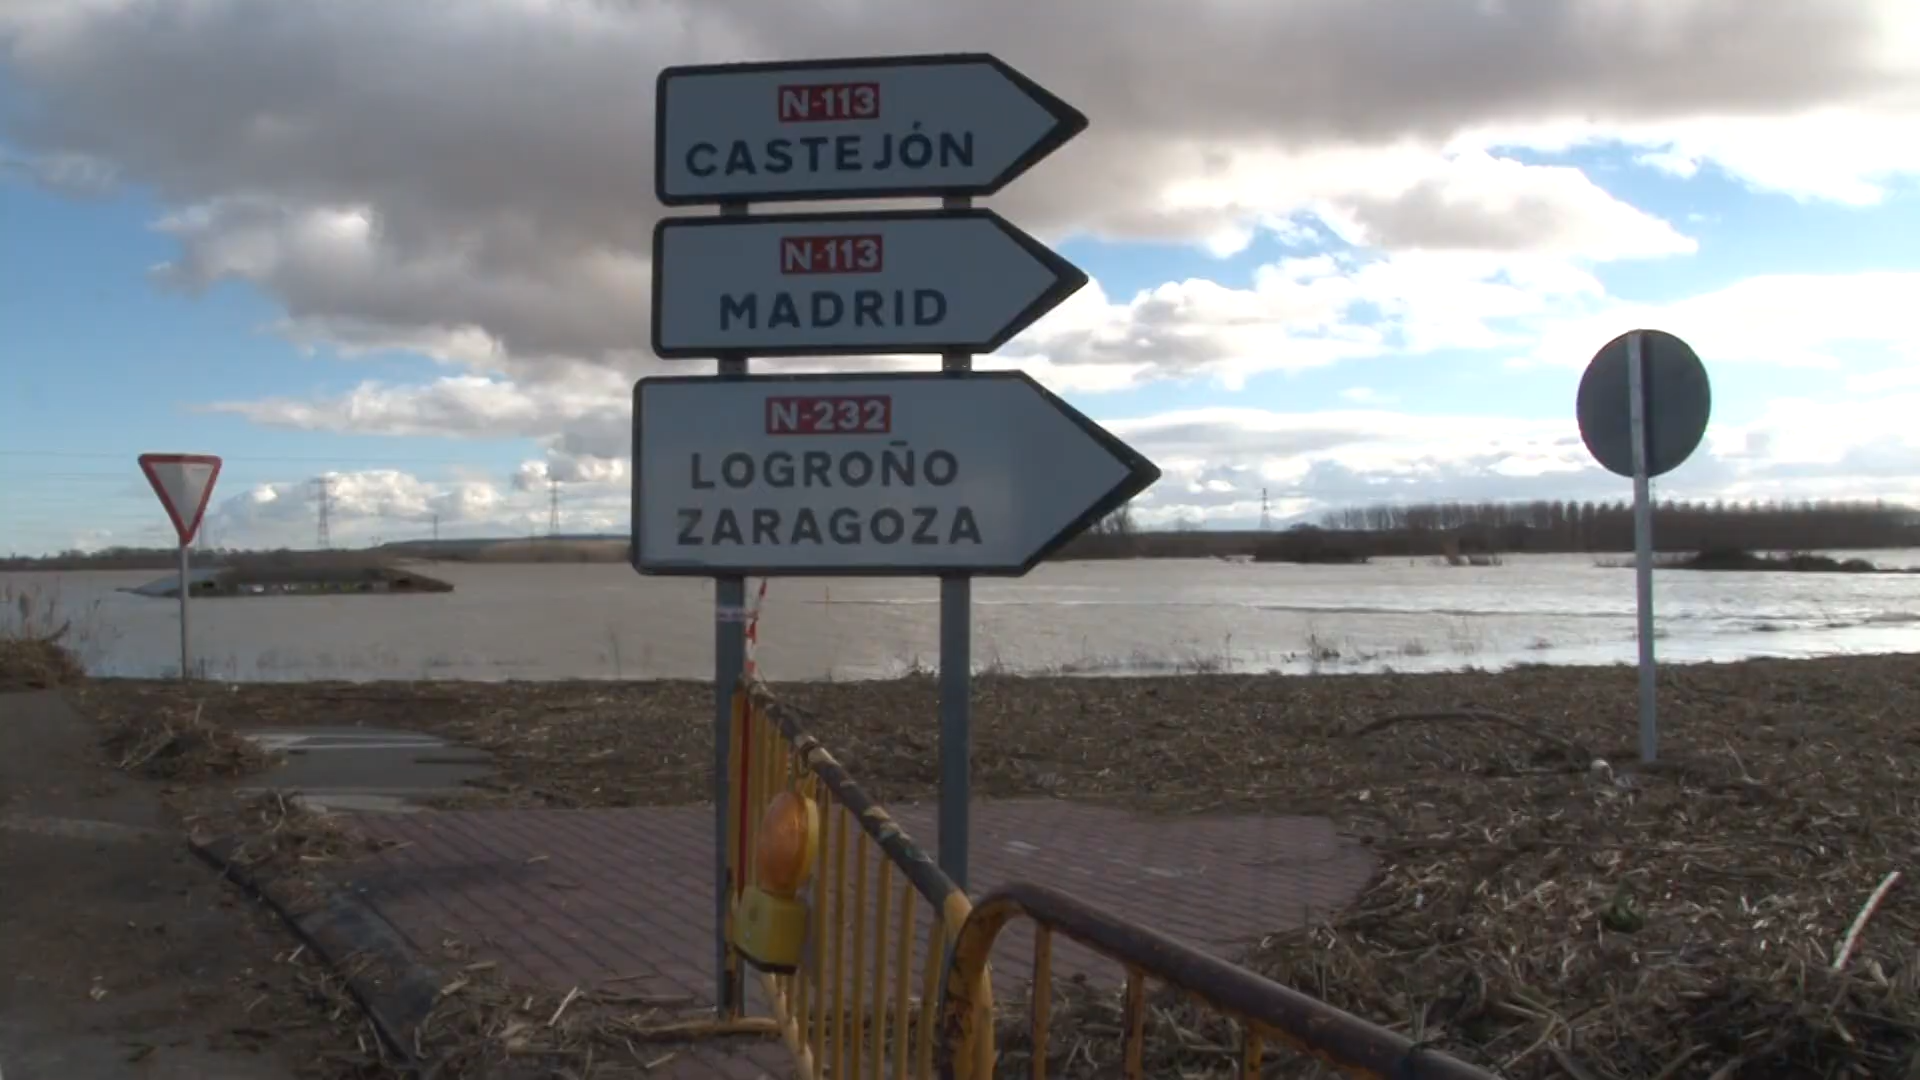 N-113
CASTEJÓN
N-113
MADRID
N-232
LOGROÑO
ZARAGOZA